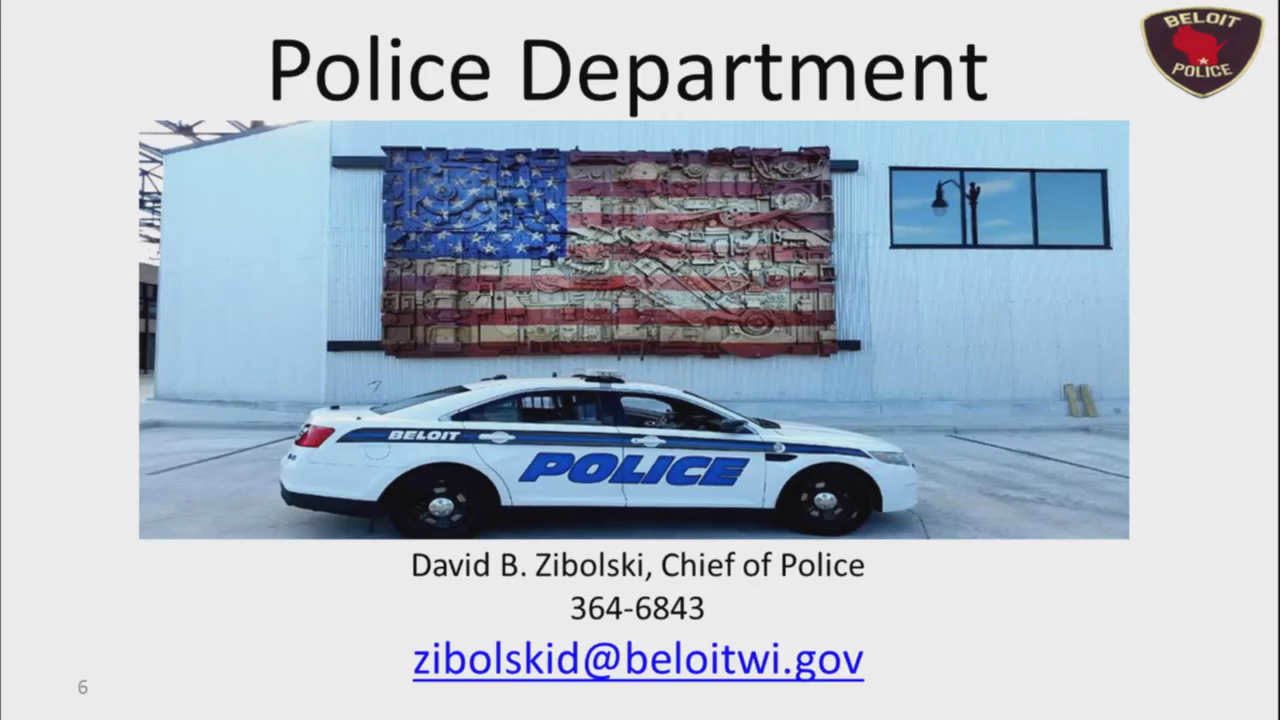 Police Department
BELOIT
POLICE
BELOIT
POLICE
David B. Zibolski, Chief of Police
364-6843
zibolskid@beloitwi.gov
6